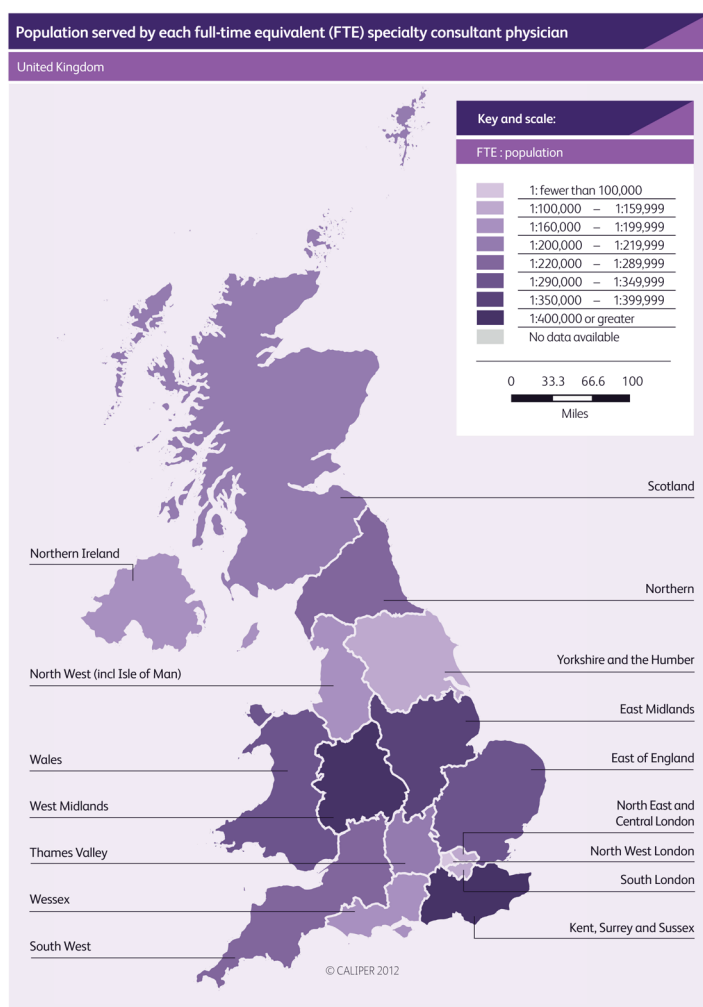 Population served by each full-time equivalent (FTE) specialty consultant physician
United Kingdom
Key and scale:
FTE : population
1: fewer than 100,000
1:100,000 – 1:159,999
1:160,000 – 1:199,999
1:200,000 – 1:219,999
1:220,000 – 1:289,999
1:290,000 – 1:349,999
1:350,000 – 1:399,999
1:400,000 or greater
No data available
0 33.3 66.6 100
Miles
Scotland
Northern Ireland
Northern
Yorkshire and the Humber
North West (incl Isle of Man)
East Midlands
Wales
East of England
West Midlands
North East and
Central London
Thames Valley
North West London
South London
Wessex
Kent, Surrey and Sussex
South West
© CALIPER 2012